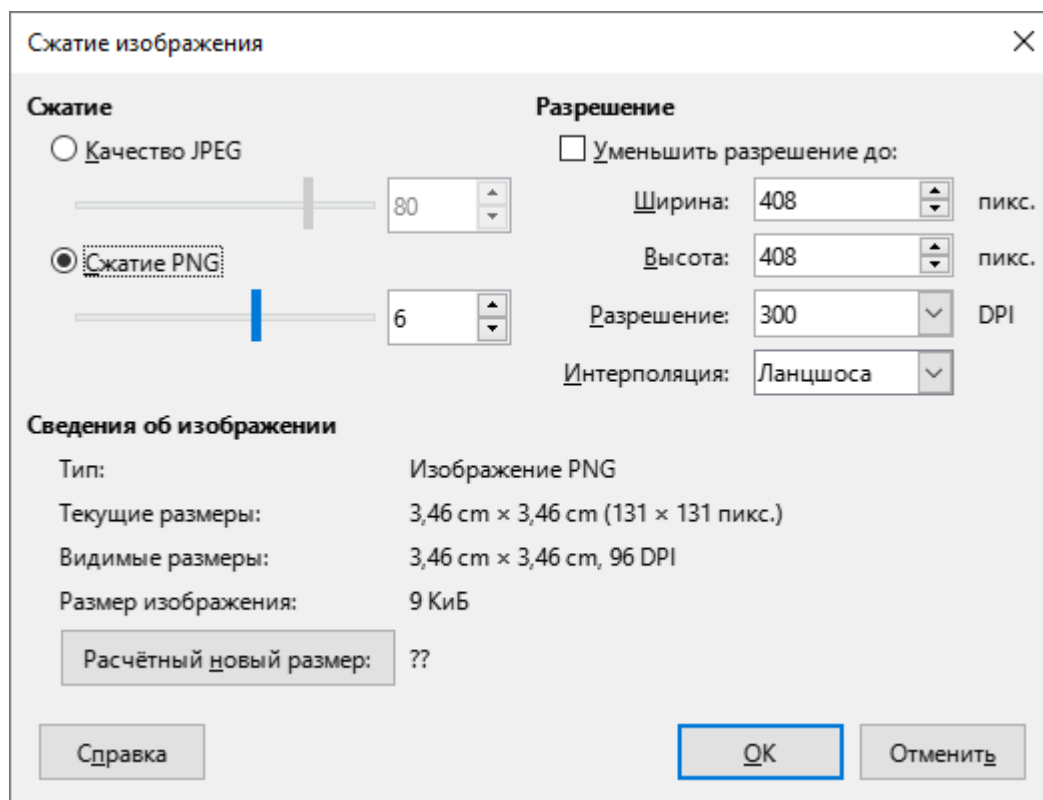 Сжатие изображения
Сжатие
Качество JPEG
80
Сжатие PNG
6
Разрешение
Уменьшить разрешение до:
Ширина: 408 пикс.
Высота: 408 пикс.
Разрешение: 300 DPI
Интерполяция: Ланцшоса
Сведения об изображении
Тип: Изображение PNG
Текущие размеры: 3,46 cm × 3,46 cm (131 × 131 пикс.)
Видимые размеры: 3,46 cm × 3,46 cm, 96 DPI
Размер изображения: 9 КиБ
Расчётный новый размер: ??
Справка OK Отменить